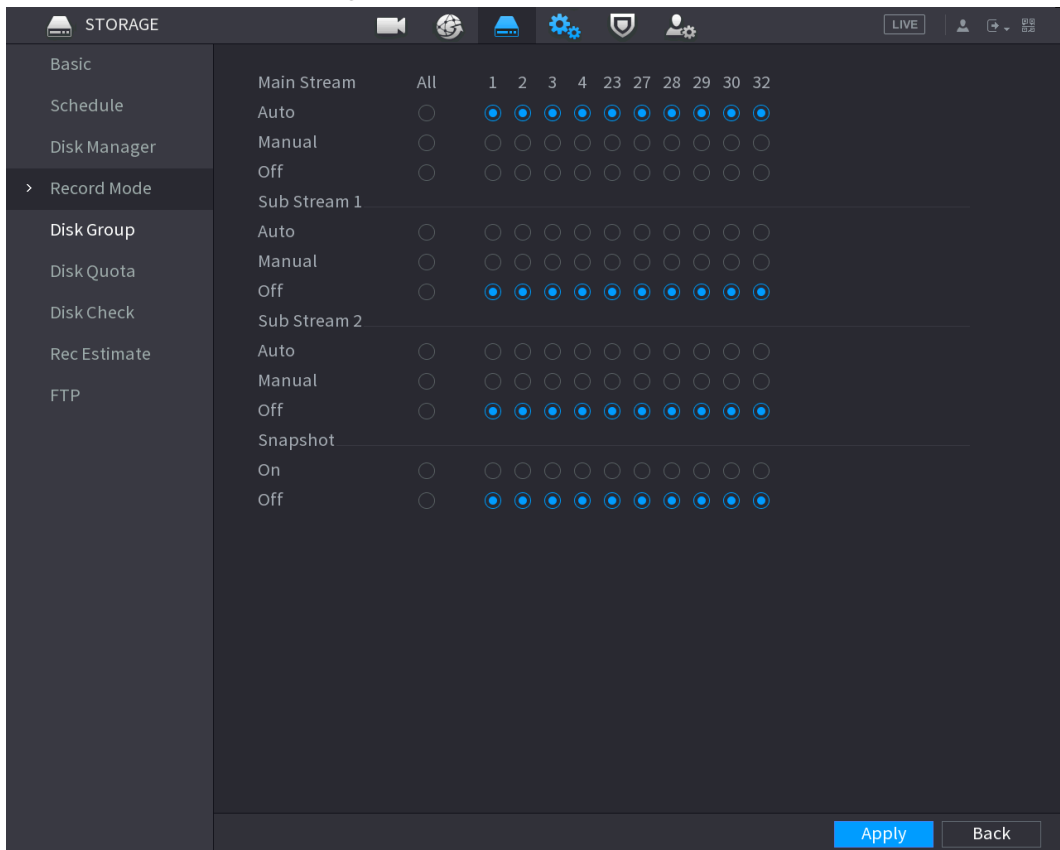 STORAGE LIVE
Basic
Schedule
Disk Manager
Record Mode
Disk Group
Disk Quota
Disk Check
Rec Estimate
FTP
Main Stream All 1 2 3 4 23 27 28 29 30 32
Auto
Manual
Off
Sub Stream 1
Auto
Manual
Off
Sub Stream 2
Auto
Manual
Off
Snapshot
On
Off
Apply Back